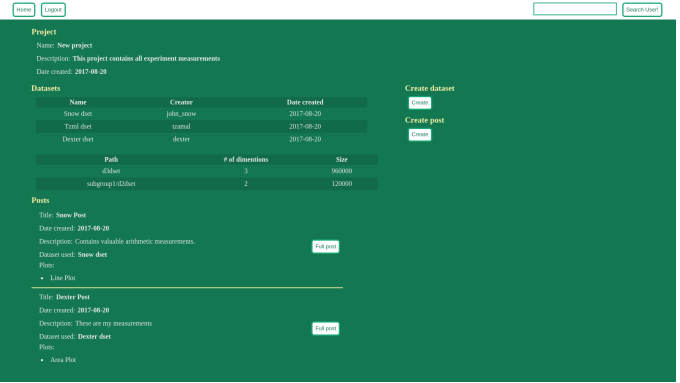 Home Logout Search User!
Project
Name: New project
Description: This project contains all experiment measurements
Date created: 2017-08-20
Datasets
Name Creator Date created
Snow dset john_snow 2017-08-20
Tzml dset tzamal 2017-08-20
Dexter dset dexter 2017-08-20
Path # of dimentions Size
d3dset 3 960000
subgroup1/d2dset 2 120000
Create dataset
Create
Create post
Create
Posts
Title: Snow Post
Date created: 2017-08-20
Description: Contains valuable arithmetic measurements.
Dataset used: Snow dset
Plots:
• Line Plot
Full post
Title: Dexter Post
Date created: 2017-08-20
Description: These are my measurements
Dataset used: Dexter dset
Plots:
• Area Plot
Full post